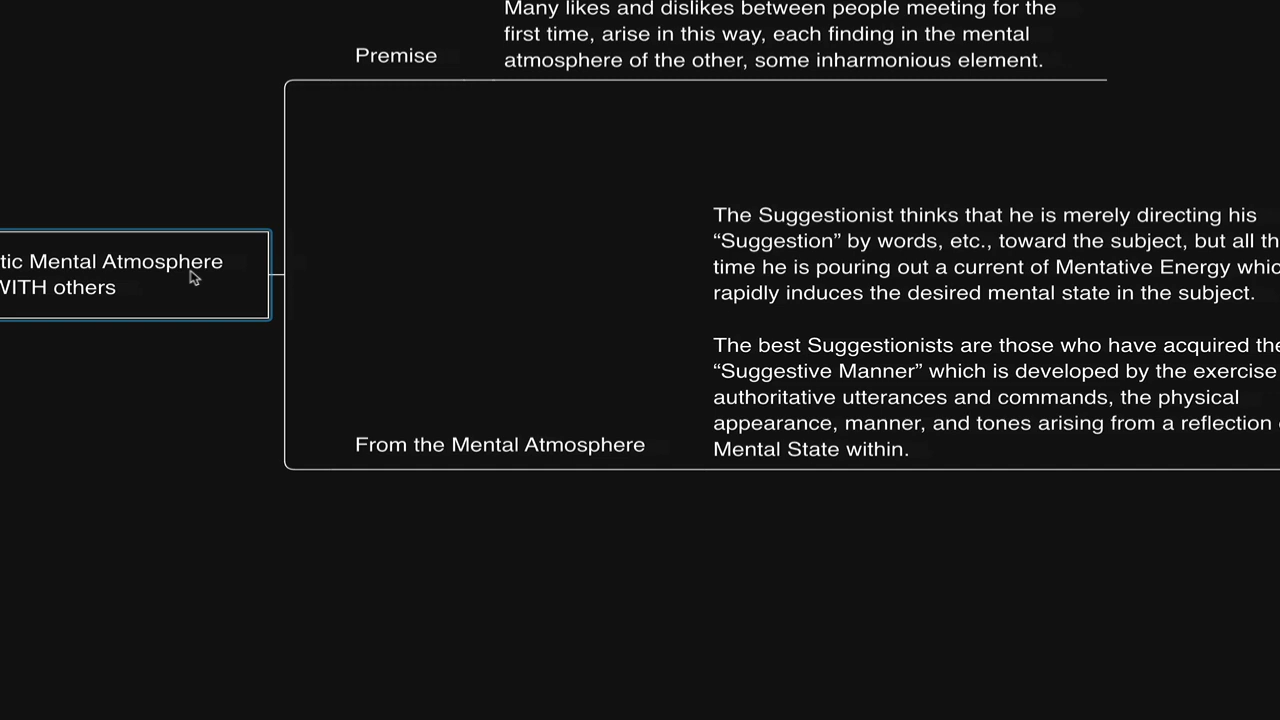 Many likes and dislikes between people meeting for the
first time, arise in this way, each finding in the mental
atmosphere of the other, some inharmonious element.
Premise
tic Mental Atmosphere
WITH others
The Suggestionist thinks that he is merely directing his
“Suggestion” by words, etc., toward the subject, but all th
time he is pouring out a current of Mentative Energy whic
rapidly induces the desired mental state in the subject.
The best Suggestionists are those who have acquired the
“Suggestive Manner” which is developed by the exercise
authoritative utterances and commands, the physical
appearance, manner, and tones arising from a reflection
Mental State within.
From the Mental Atmosphere